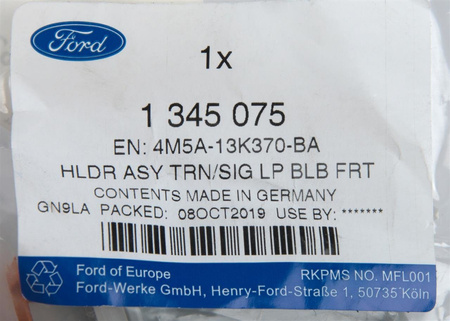 Ford
1x
1 345 075
EN: 4M5A-13K370-BA
HLDR ASY TRN/SIG LP BLB FRT
CONTENTS MADE IN GERMANY
GN9LA PACKED: 08OCT2019 USE BY: *******
Ford of Europe RKPMS NO. MFL001
Ford-Werke GmbH, Henry-Ford-Straße 1, 50735 Köln